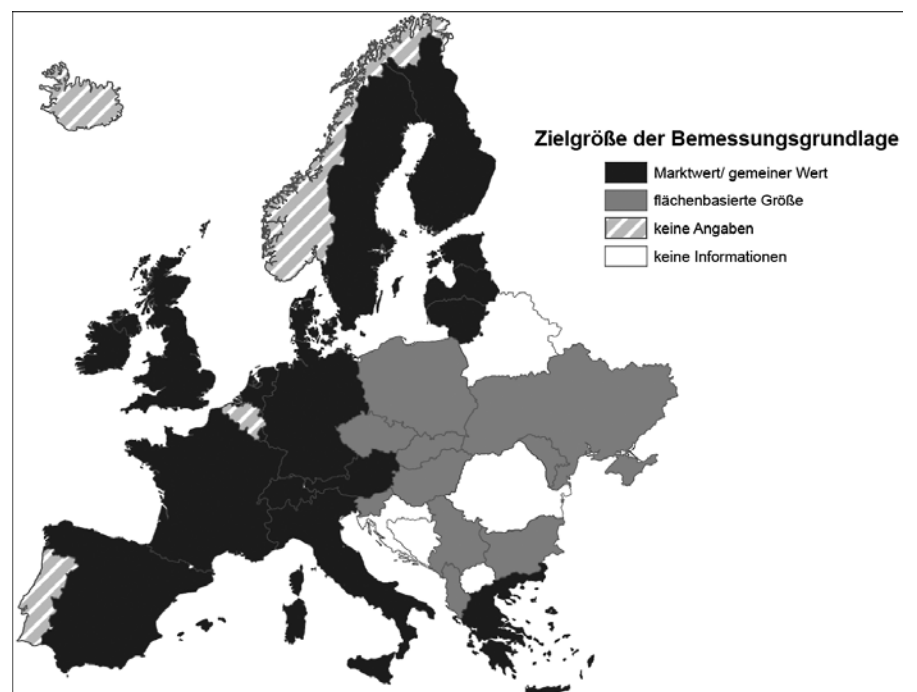 Zielgröße der Bemessungsgrundlage
Marktwert/ gemeiner Wert
flächenbasierte Größe
keine Angaben
keine Informationen